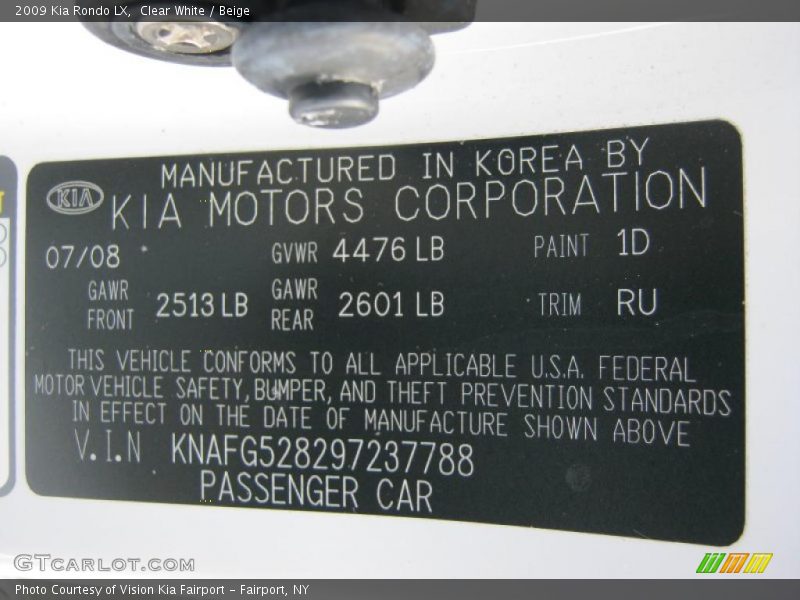 2009 Kia Rondo LX,  Clear White / Beige
MANUFACTURED IN KOREA BY
KIA KIA MOTORS CORPORATION
07/08 GVWR 4476 LB PAINT 1D
GAWR FRONT 2513 LB GAWR REAR 2601 LB TRIM RU
THIS VEHICLE CONFORMS TO ALL APPLICABLE U.S.A. FEDERAL
MOTOR VEHICLE SAFETY, BUMPER, AND THEFT PREVENTION STANDARDS
IN EFFECT ON THE DATE OF MANUFACTURE SHOWN ABOVE
V.I.N KNAFG528297237788
PASSENGER CAR
GTCARLOT.COM
Photo Courtesy of Vision Kia Fairport - Fairport, NY